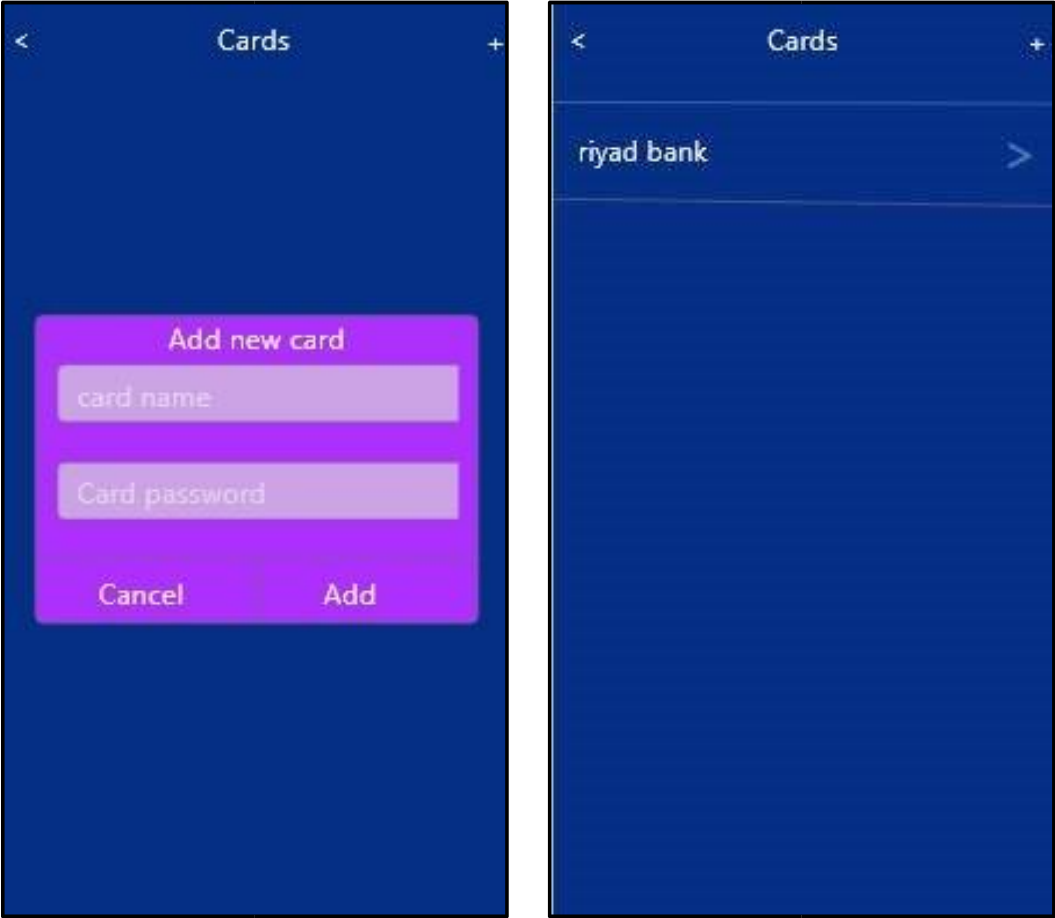 < Cards +
Add new card
card name
Card password
Cancel Add
< Cards +
riyad bank >